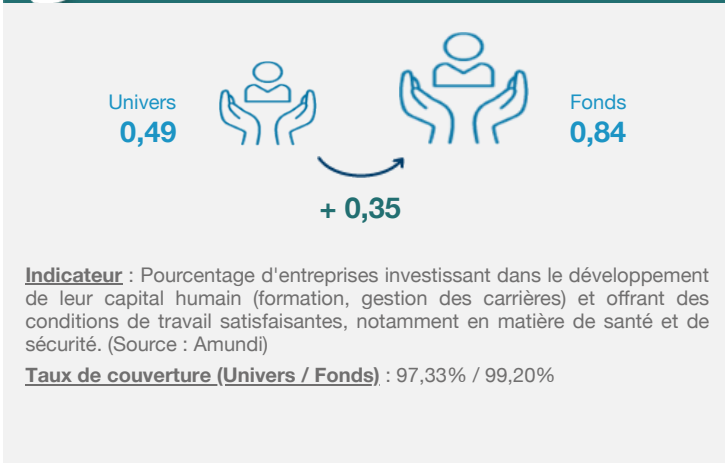 Univers
0,49
Fonds
0,84
+ 0,35
Indicateur : Pourcentage d'entreprises investissant dans le développement
de leur capital humain (formation, gestion des carrières) et offrant des
conditions de travail satisfaisantes, notamment en matière de santé et de
sécurité. (Source : Amundi)
Taux de couverture (Univers / Fonds) : 97,33% / 99,20%